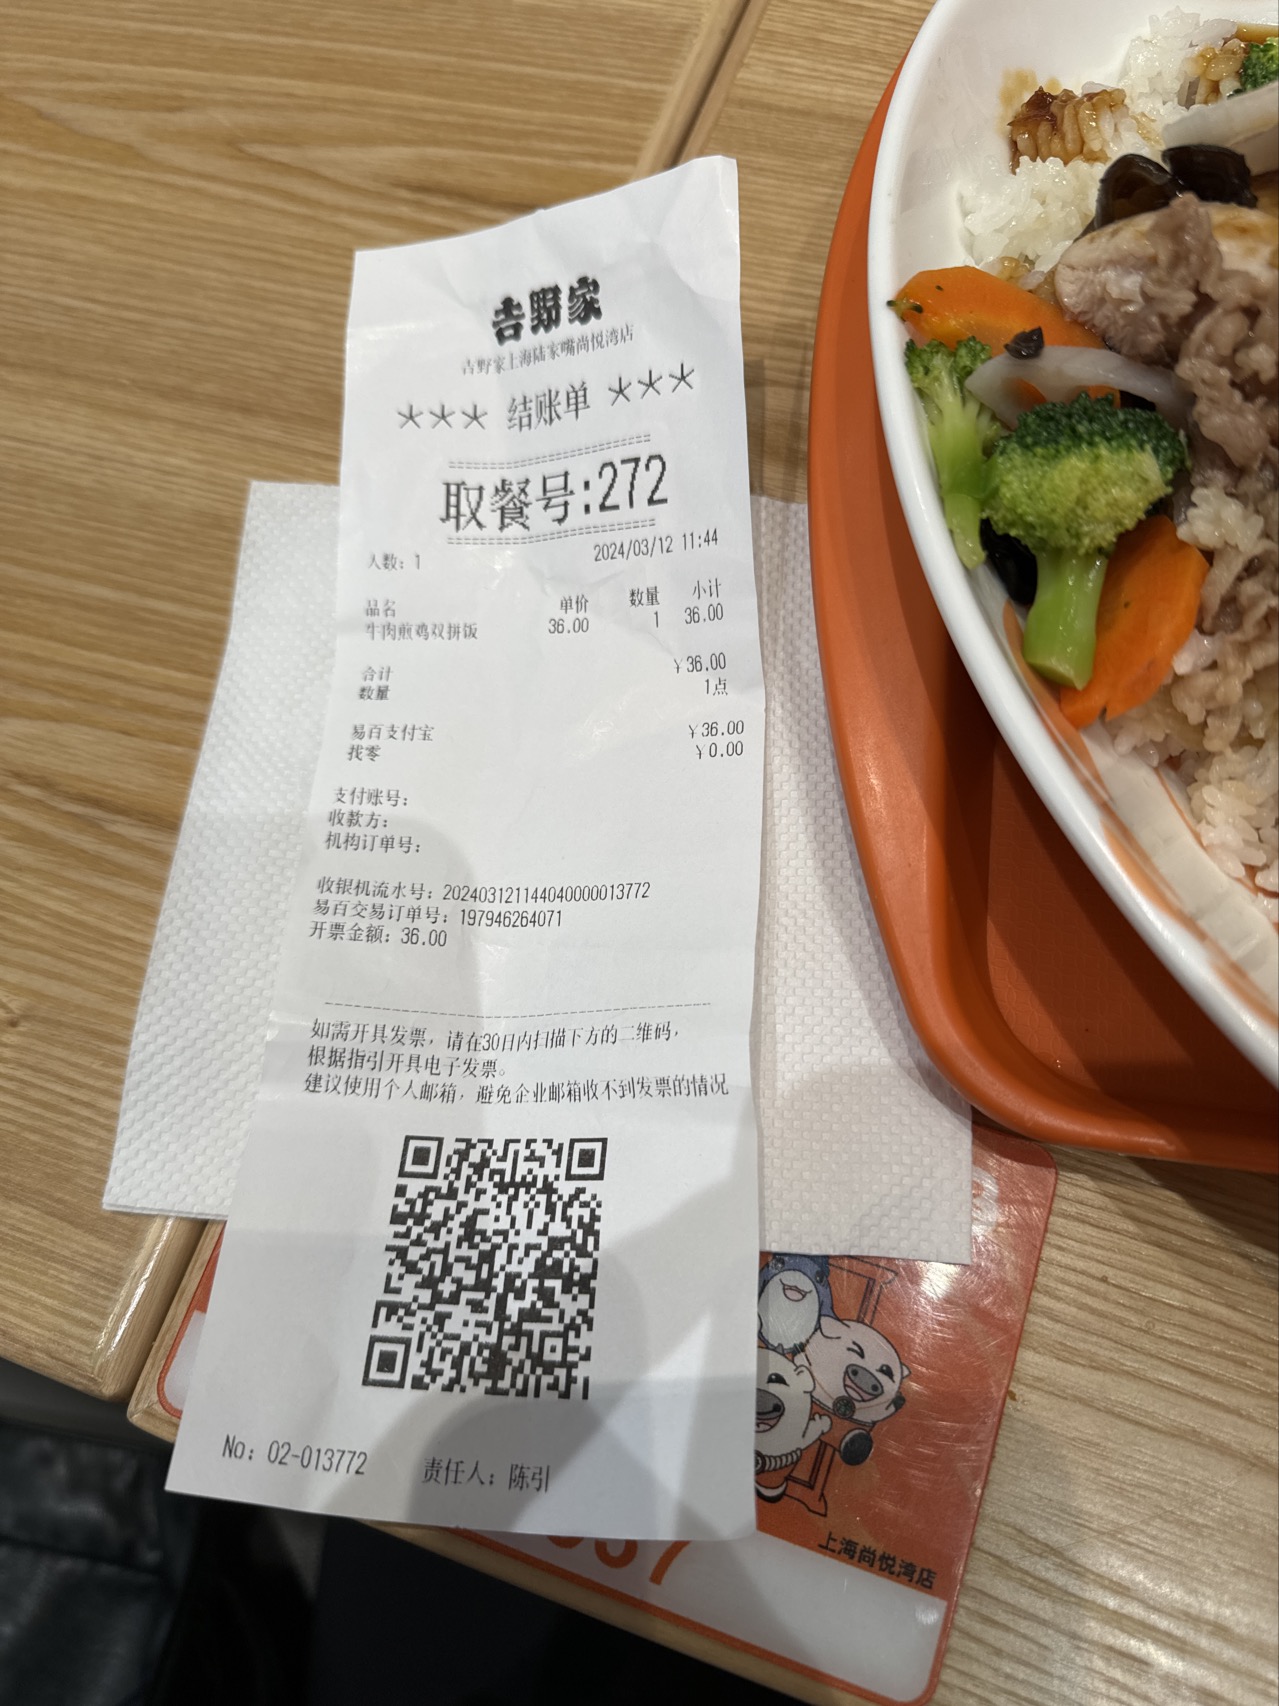 吉野家
吉野家上海陆家嘴尚悦湾店
*** 结账单 ***
取餐号:272
人数: 1 2024/03/12 11:44
品名 单价 数量 小计
牛肉煎鸡双拼饭 36.00 1 36.00
合计 ¥36.00
数量 1点
易百支付宝 ¥36.00
找零 ¥0.00
支付账号:
收款方:
机构订单号:
收银机流水号: 202403121144040000013772
易百交易订单号: 197946264071
开票金额: 36.00
如需开具发票, 请在30日内扫描下方的二维码,
根据指引开具电子发票。
建议使用个人邮箱, 避免企业邮箱收不到发票的情况
No: 02-013772 责任人: 陈引
上海尚悦湾店